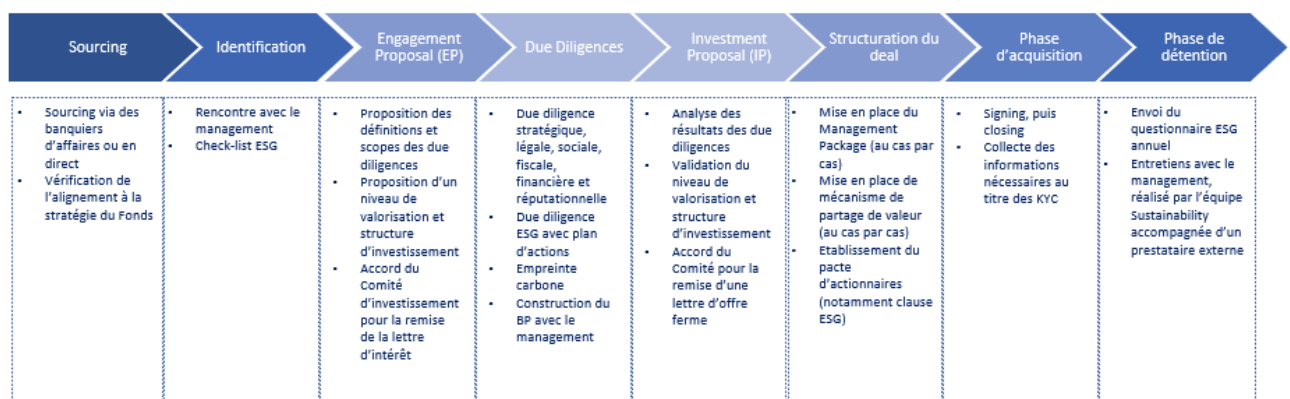 Sourcing
Identification
Engagement
Proposal (EP)
Due Diligences
Investment
Proposal (IP)
Structuration du
deal
Phase
d'acquisition
Phase de
détention
▪ Sourcing via des
banquiers
d'affaires ou en
direct
▪ Vérification de
l'alignement à la
stratégie du Fonds
▪ Rencontre avec le
management
▪ Check-list ESG
▪ Proposition des
définitions et
scopes des due
diligences
▪ Proposition d'un
niveau de
valorisation et
structure
d'investissement
▪ Accord du
Comité
d'investissement
pour la remise
de la lettre
d'intérêt
▪ Due diligence
stratégique,
légale, sociale,
fiscale,
financière et
réputationnelle
▪ Due diligence
ESG avec plan
d'actions
▪ Empreinte
carbone
▪ Construction du
BP avec le
management
▪ Analyse des
résultats des due
diligences
▪ Validation du
niveau de
valorisation et
structure
d'investissement
▪ Accord du
Comité pour la
remise d'une
lettre d'offre
ferme
▪ Mise en place du
Management
Package (au cas par
cas)
▪ Mise en place de
mécanisme de
partage de valeur
(au cas par cas)
▪ Etablissement du
pacte
d'actionnaires
(notamment clause
ESG)
▪ Signing, puis
closing
▪ Collecte des
informations
nécessaires au
titre des KYC
▪ Envoi du
questionnaire ESG
annuel
▪ Entretiens avec le
management,
réalisé par l'équipe
Sustainability
accompagnée d'un
prestataire externe